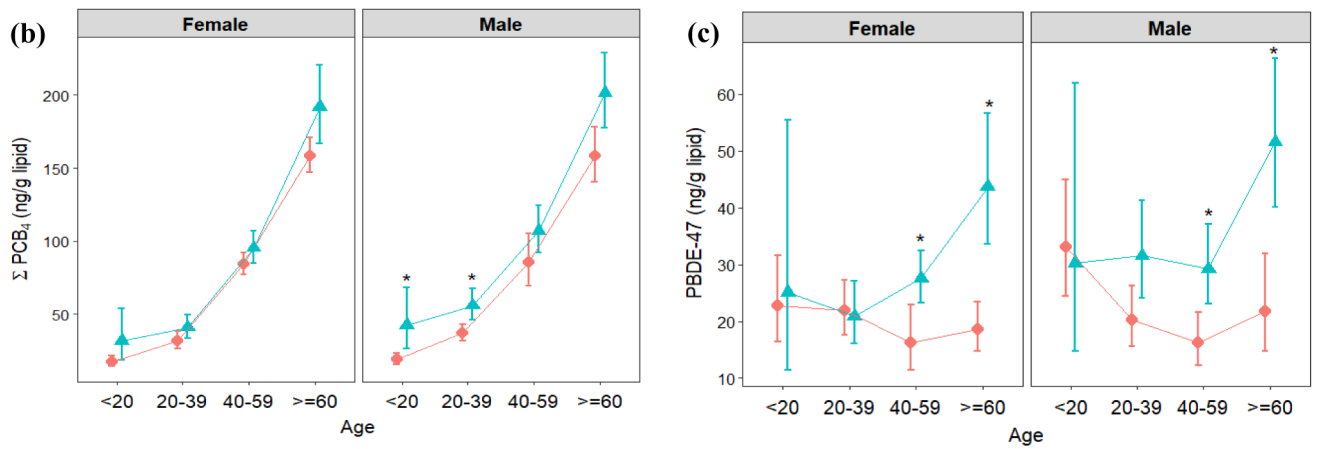 (b)
Female
Male
Σ PCB₄ (ng/g lipid)
200
150
100
50
*
*
<20 20-39 40-59 >=60
<20 20-39 40-59 >=60
Age
(c)
Female
Male
PBDE-47 (ng/g lipid)
60
50
40
30
20
10
*
*
*
*
<20 20-39 40-59 >=60
<20 20-39 40-59 >=60
Age